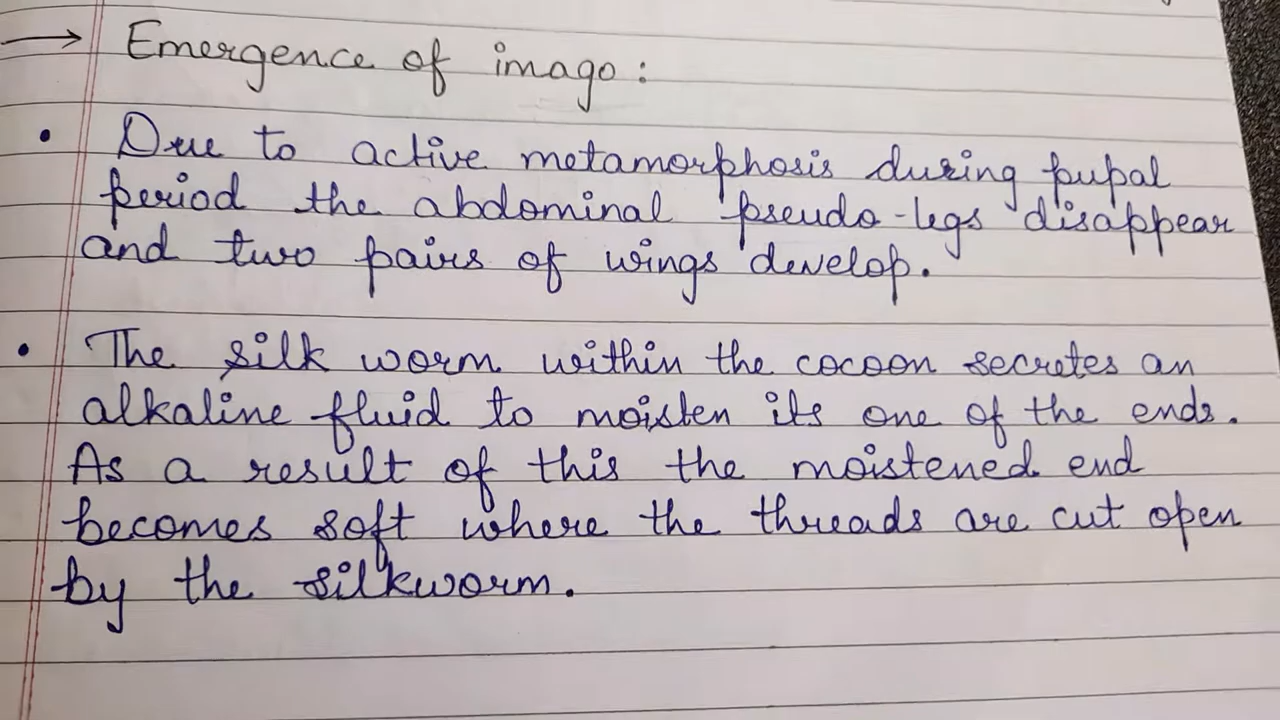 → Emergence of imago :
• Due to active metamorphosis during pupal
period the abdominal pseudo-legs disappear
and two pairs of wings develop.
• The silk worm within the cocoon secretes an
alkaline fluid to moisten its one of the ends.
As a result of this the moistened end
becomes soft where the threads are cut open
by the silkworm.